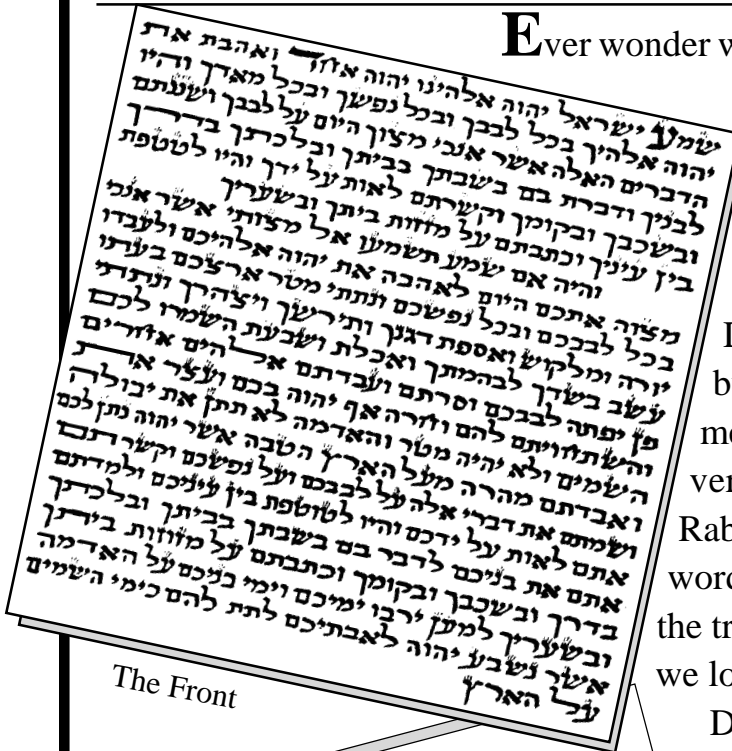 Ever wonder
שמע ישראל יהוה אלהינו יהוה אחד ואהבת את
יהוה אלהיך בכל לבבך ובכל נפשך ובכל מאדך והיו
הדברים האלה אשר אנכי מצוך היום על לבבך ושננתם
לבניך ודברת בם בשבתך בביתך ובלכתך בדרך
ובשכבך ובקומך וקשרתם לאות על ידך והיו לטטפת
בין עיניך וכתבתם על מזזות ביתך ובשעריך
והיה אם שמע תשמעו אל מצותי אשר אנכי
מצוה אתכם היום לאהבה את יהוה אלהיכם ולעבדו
בכל לבבכם ובכל נפשכם ונתתי מטר ארצכם בעתו
יורה ומלקוש ואספת דגנך ותירשך ויצהרך ונתתי
עשב בשדך לבהמתך ואכלת ושבעת השמרו לכם
פן יפתה לבבכם וסרתם ועבדתם אלהים אחרים
והשתחויתם להם וחרה אף יהוה בכם ועצר את
השמים ולא יהיה מטר והאדמה לא תתן את יבולה
ואבדתם מהרה מעל הארץ הטבה אשר יהוה נתן לכם
ושמתם את דברי אלה על לבבכם ועל נפשכם וקשרתם
אתם לאות על ידכם והיו לטוטפת בין עיניכם ולמדתם
אתם את בניכם לדבר בם בשבתך בביתך ובלכתך
בדרך ובשכבך ובקומך וכתבתם על מזוזות ביתך
ובשעריך למען ירבו ימיכם וימי בניכם על האדמה
אשר נשבע יהוה לאבתיכם לתת להם כימי השמים
על הארץ
The Front
the
we